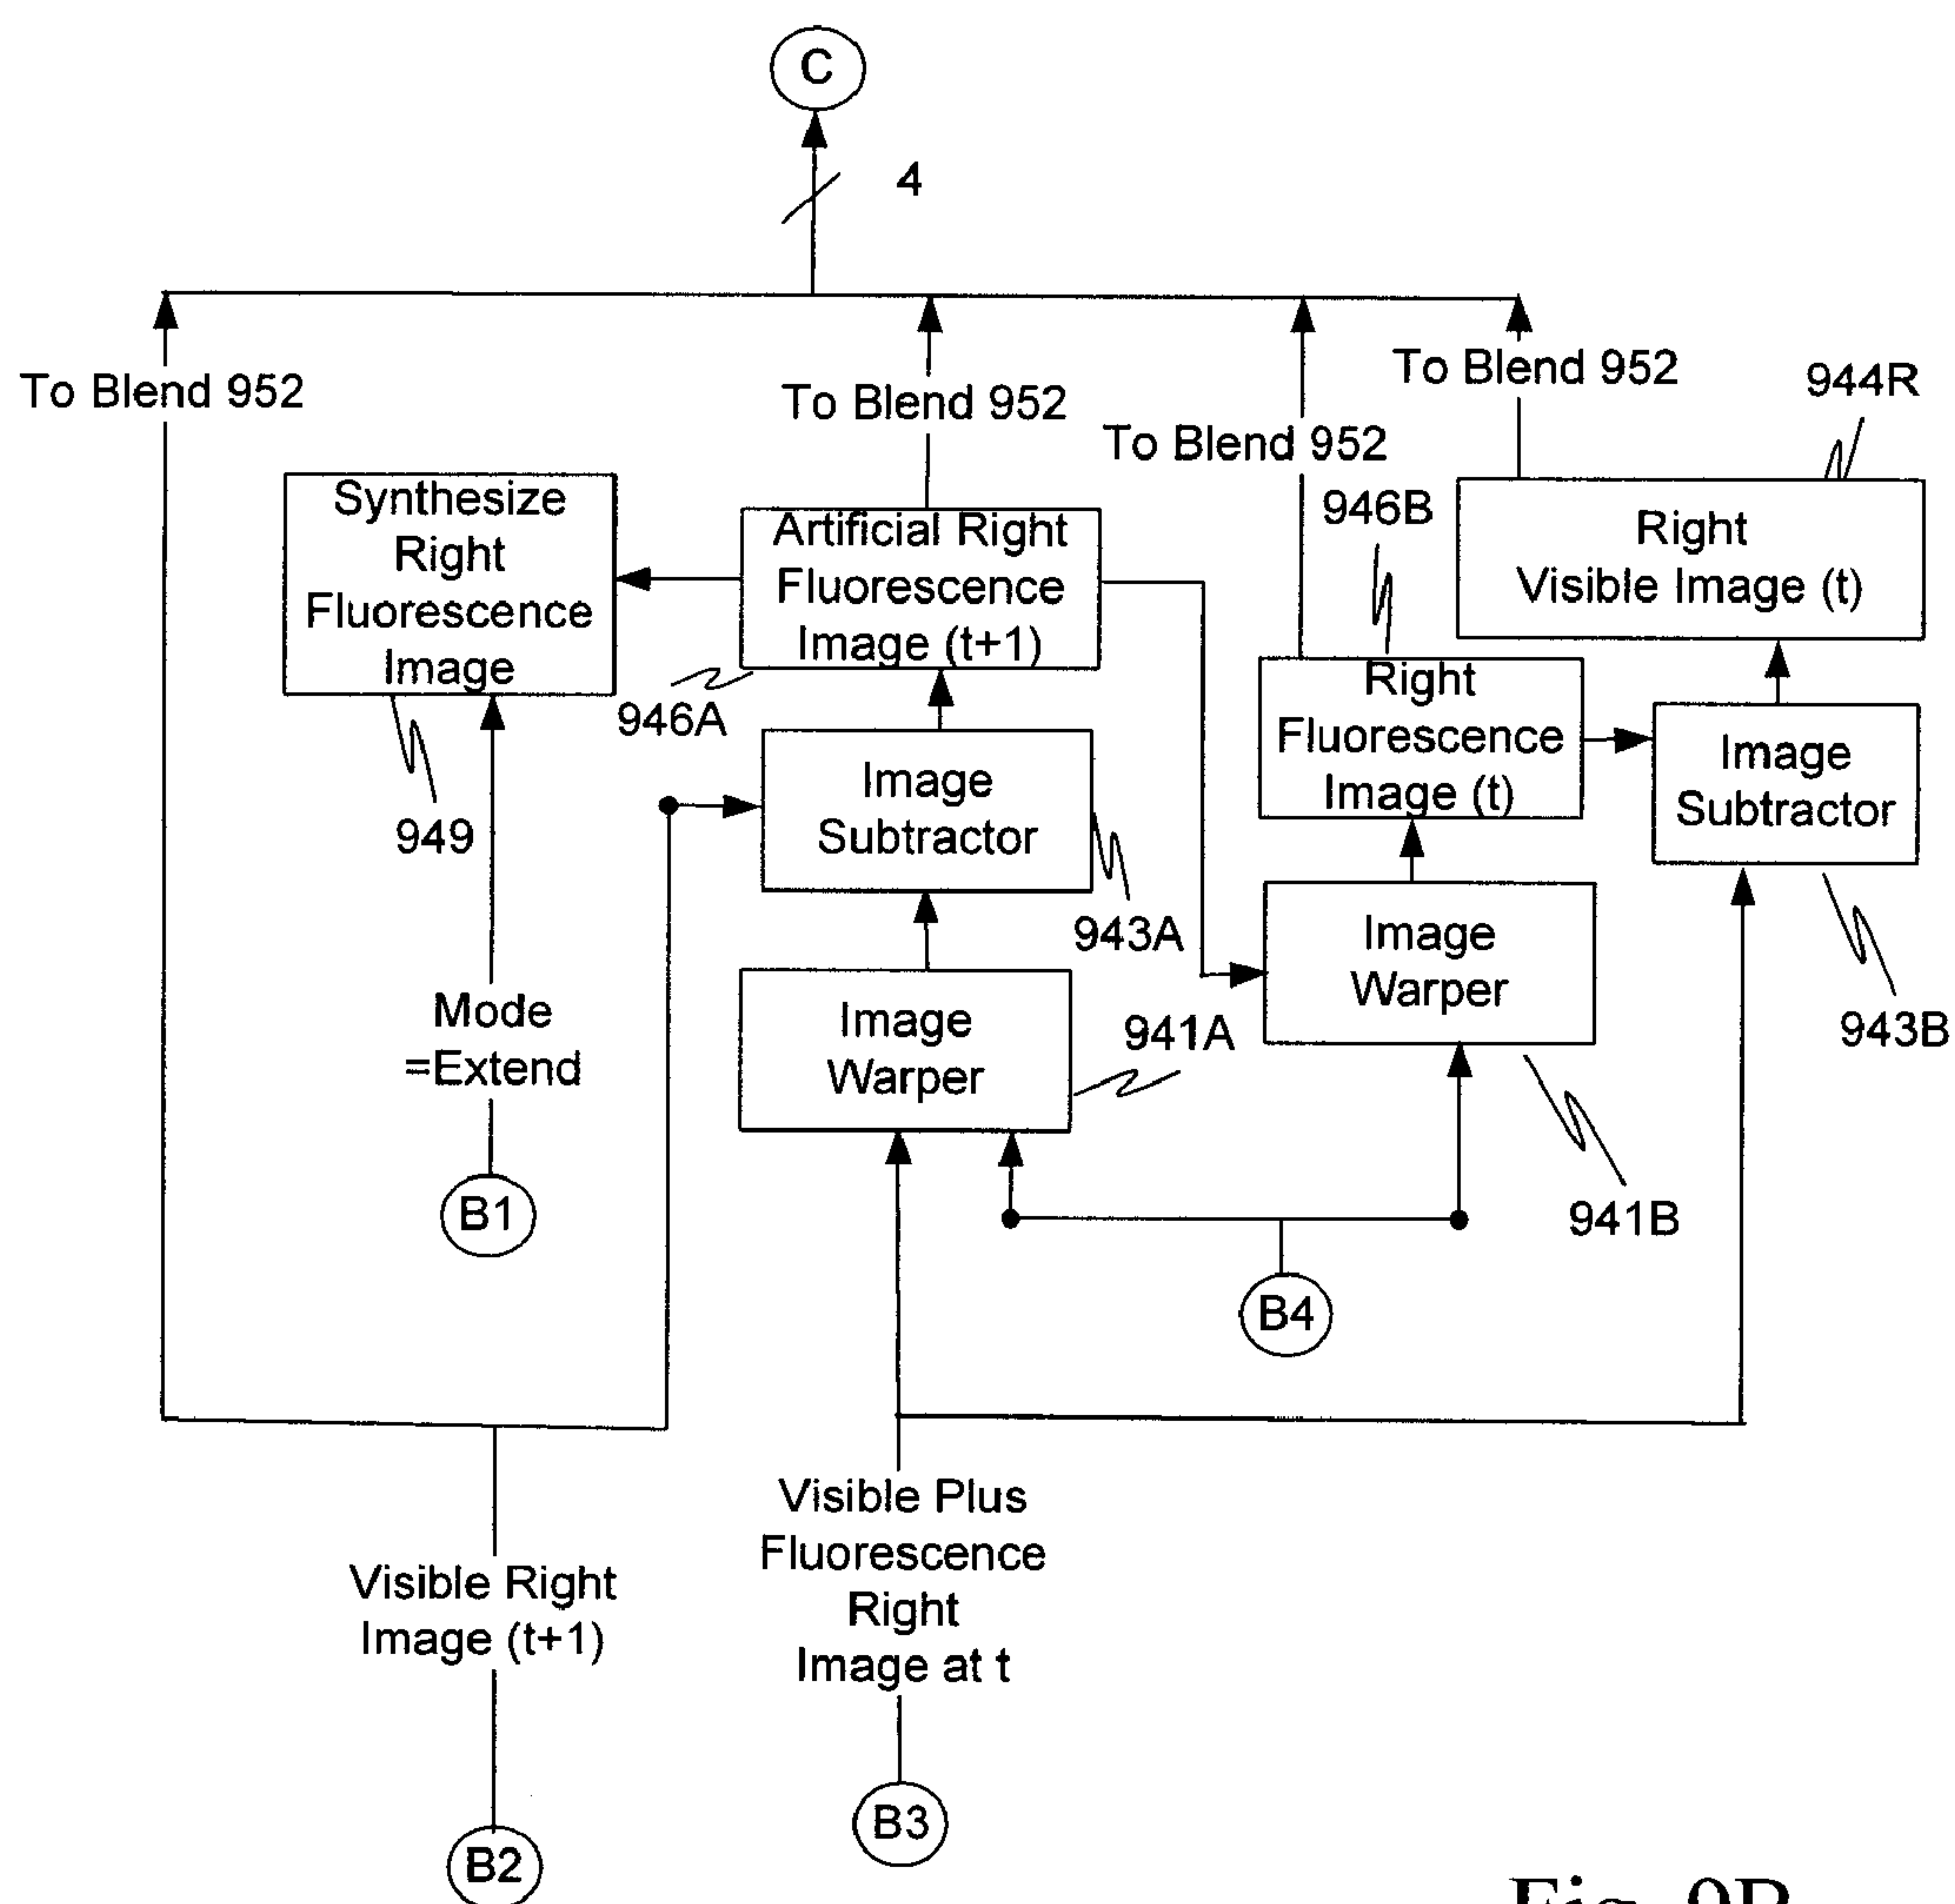 C
4
To Blend 952
To Blend 952
To Blend 952
To Blend 952
944R
Synthesize
Right
Fluorescence
Image
949
Artificial Right
Fluorescence
Image (t+1)
946A
946B
Right
Visible Image (t)
Right
Fluorescence
Image (t)
Image
Subtractor
943A
Image
Subtractor
943B
Image
Warper
941A
Image
Warper
941B
Mode
=Extend
B1
B4
Visible Right
Image (t+1)
B2
Visible Plus
Fluorescence
Right
Image at t
B3
Fig. 9B